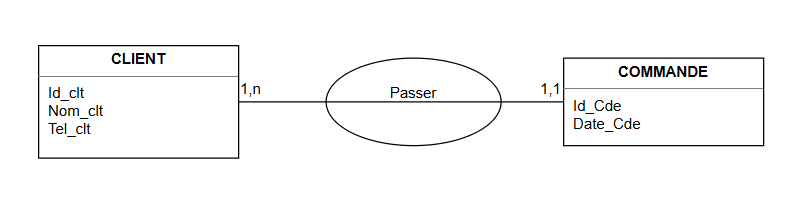 CLIENT
Id_clt
Nom_clt
Tel_clt
1,n
Passer
1,1
COMMANDE
Id_Cde
Date_Cde